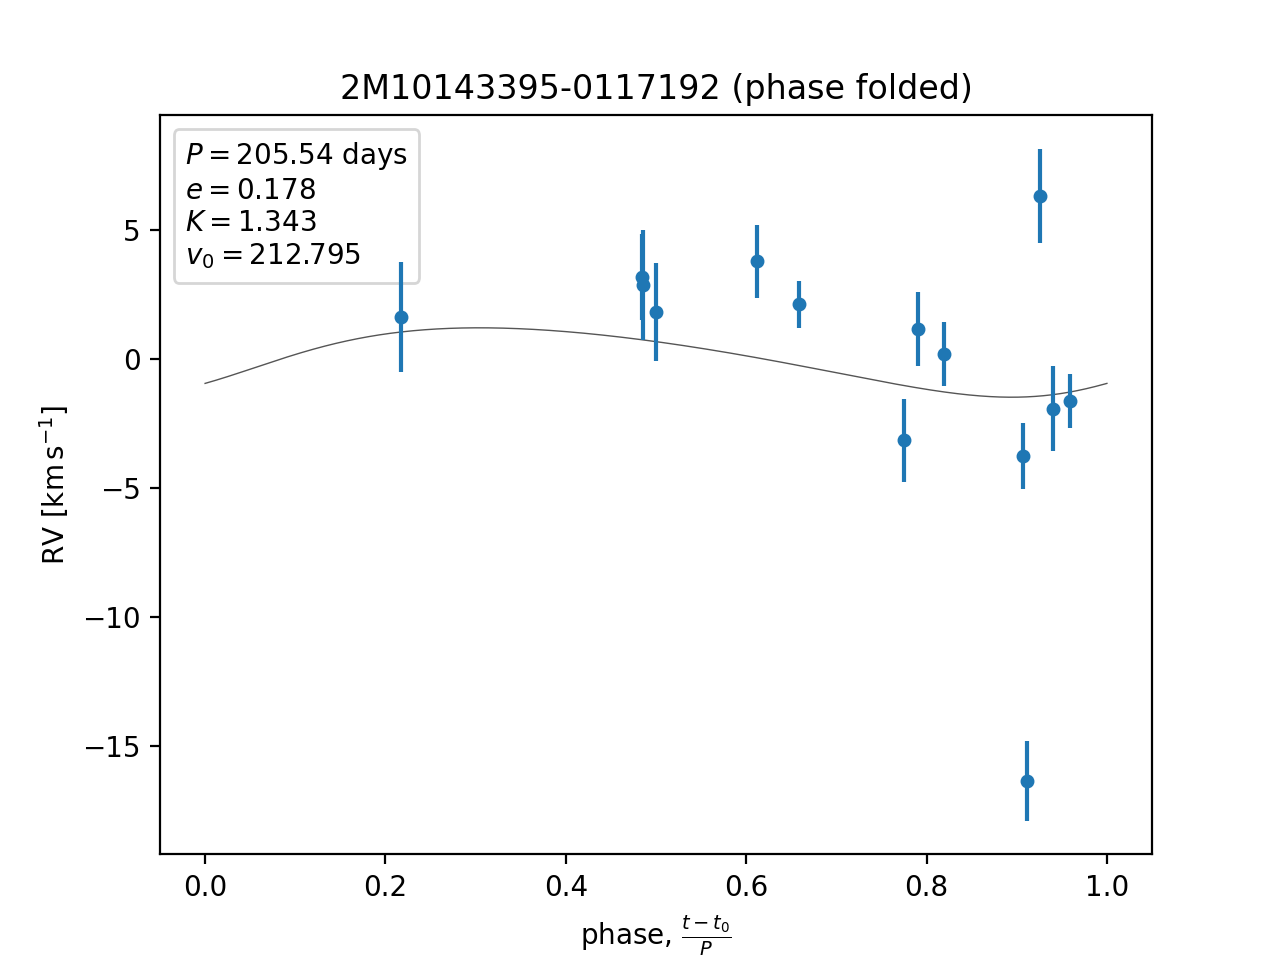 2M10143395-0117192 (phase folded)
P = 205.54 days
e = 0.178
K = 1.343
v₀ = 212.795
5
0
−5
−10
−15
RV [km s⁻¹]
0.0 0.2 0.4 0.6 0.8 1.0
phase, (t − t₀)/P